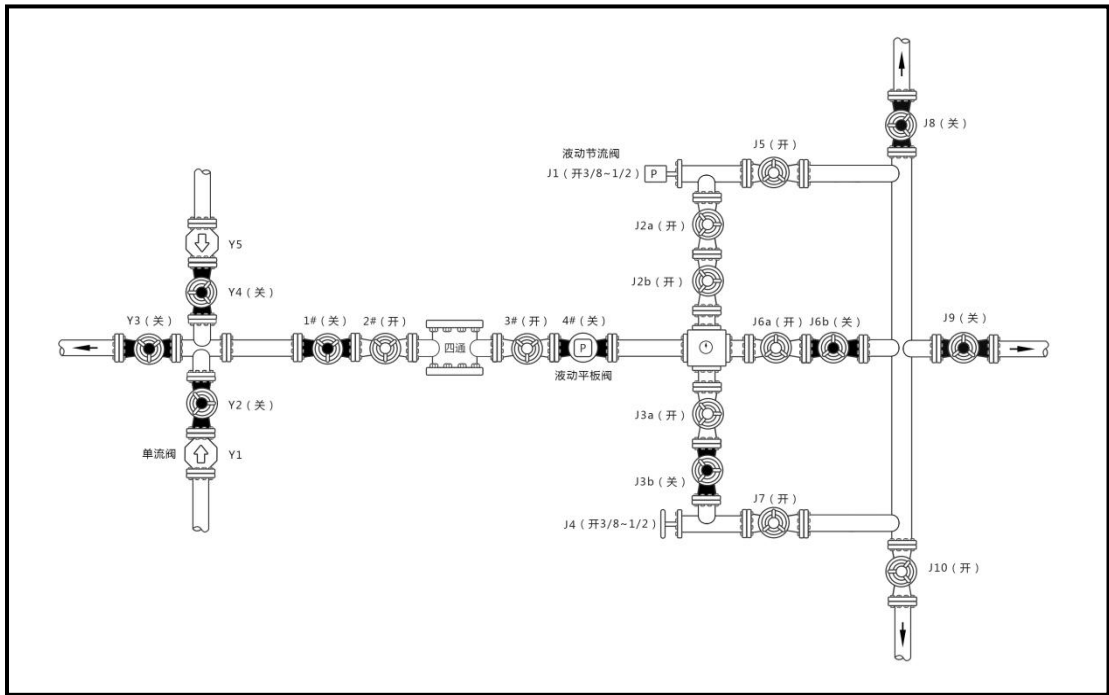 J8（关）
J5（开）
液动节流阀
J1（开3/8~1/2）
P
J2a（开）
Y5
J2b（开）
Y4（关）
Y3（关）
1#（关）
2#（开）
3#（开）
4#（关）
J6a（开）
J6b（关）
J9（关）
四通
P
液动平板阀
Y2（关）
J3a（开）
单流阀
Y1
J3b（关）
J7（开）
J4（开3/8~1/2）
J10（开）